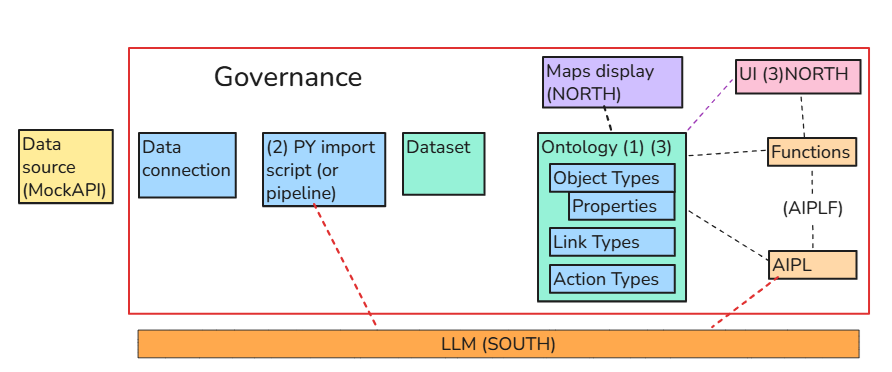 Governance
Data
source
(MockAPI)
Data
connection
(2) PY import
script (or
pipeline)
Dataset
Maps display
(NORTH)
Ontology (1) (3)
Object Types
Properties
Link Types
Action Types
UI (3)NORTH
Functions
(AIPLF)
AIPL
LLM (SOUTH)